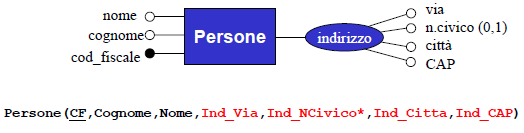 nome
cognome
cod_fiscale
Persone
indirizzo
via
n.civico (0,1)
città
CAP
Persone(CF,Cognome,Nome,Ind_Via,Ind_NCivico*,Ind_Citta,Ind_CAP)